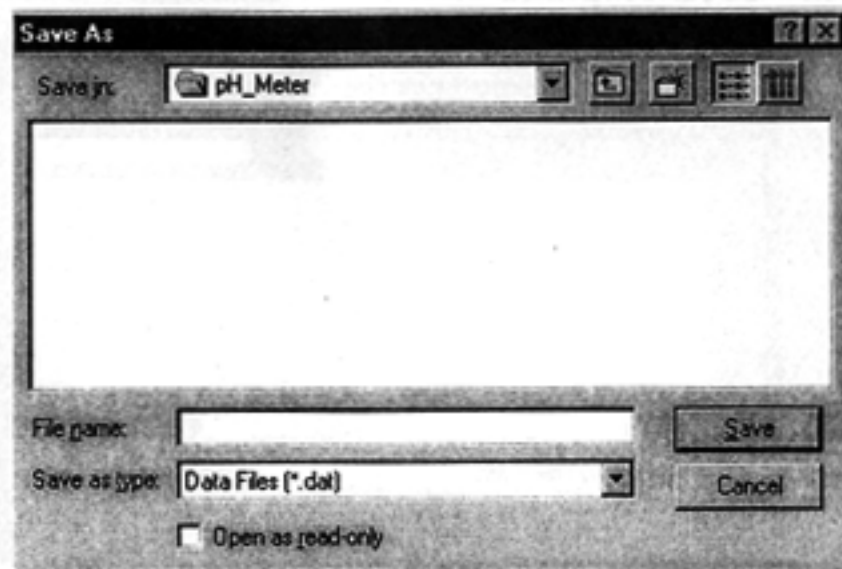 Save As
Save in: pH_Meter
File name: Save
Save as type: Data Files (*.dat) Cancel
Open as read-only